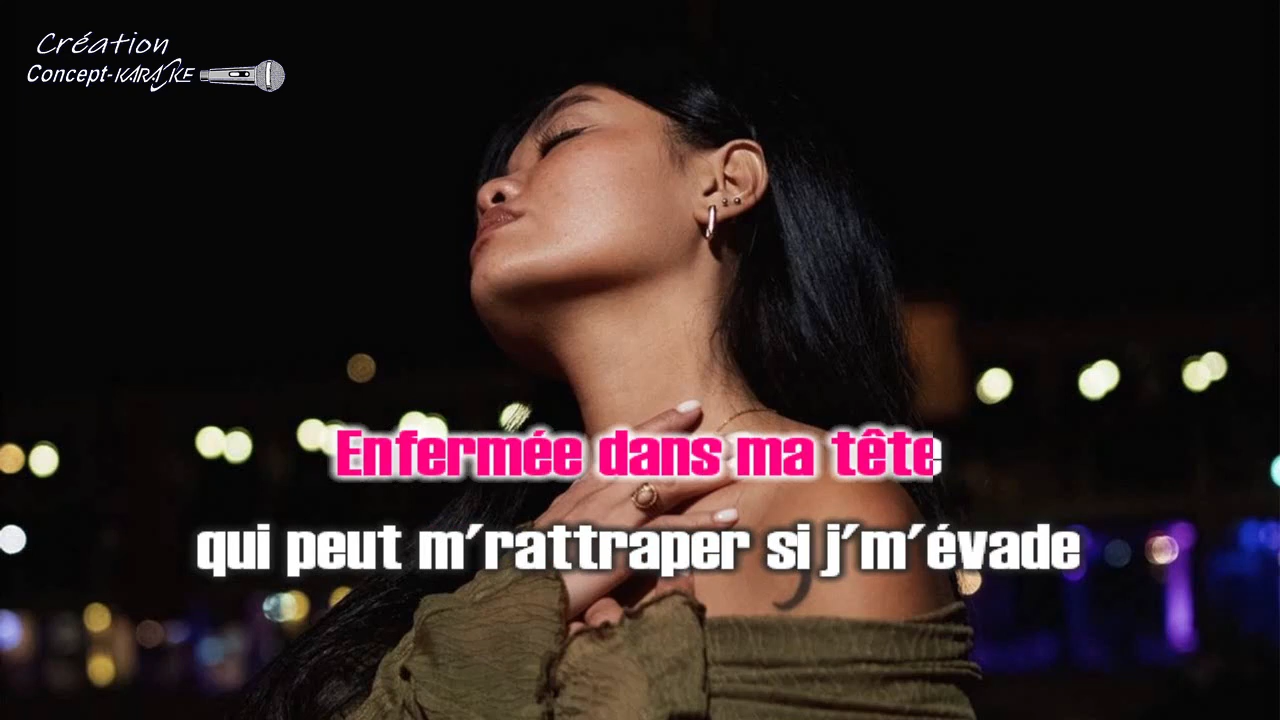 Création
Concept-KARAOKE
Enfermée dans ma tête
qui peut m'rattraper si j'm'évade